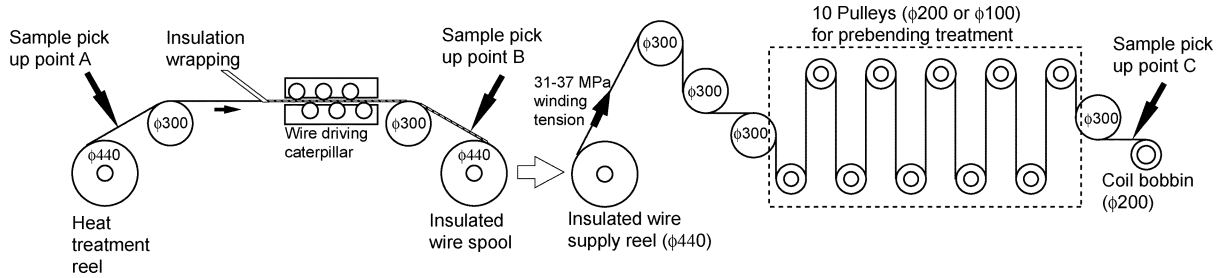 Sample pick
up point A
Insulation
wrapping
φ300
φ440
Heat
treatment
reel
Wire driving
caterpillar
φ300
Sample pick
up point B
φ440
Insulated
wire spool
31-37 MPa
winding
tension
Insulated wire
supply reel (φ440)
φ300
φ300
φ300
10 Pulleys (φ200 or φ100)
for prebending treatment
φ300
Sample pick
up point C
Coil bobbin
(φ200)